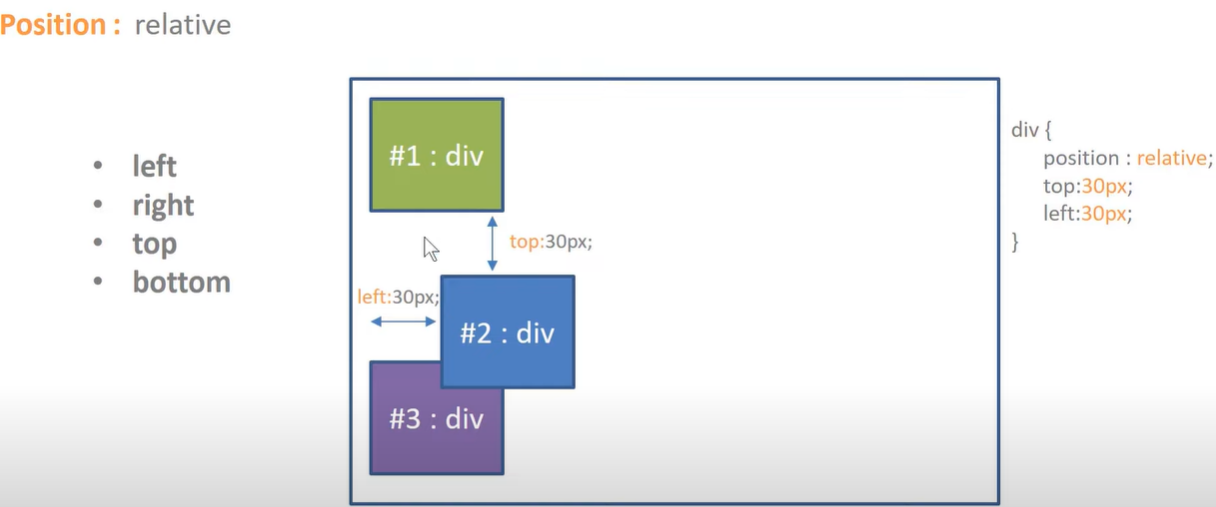 Position : relative
• left
• right
• top
• bottom
#1 : div
top:30px;
left:30px;
#2 : div
#3 : div
div {
position : relative;
top:30px;
left:30px;
}